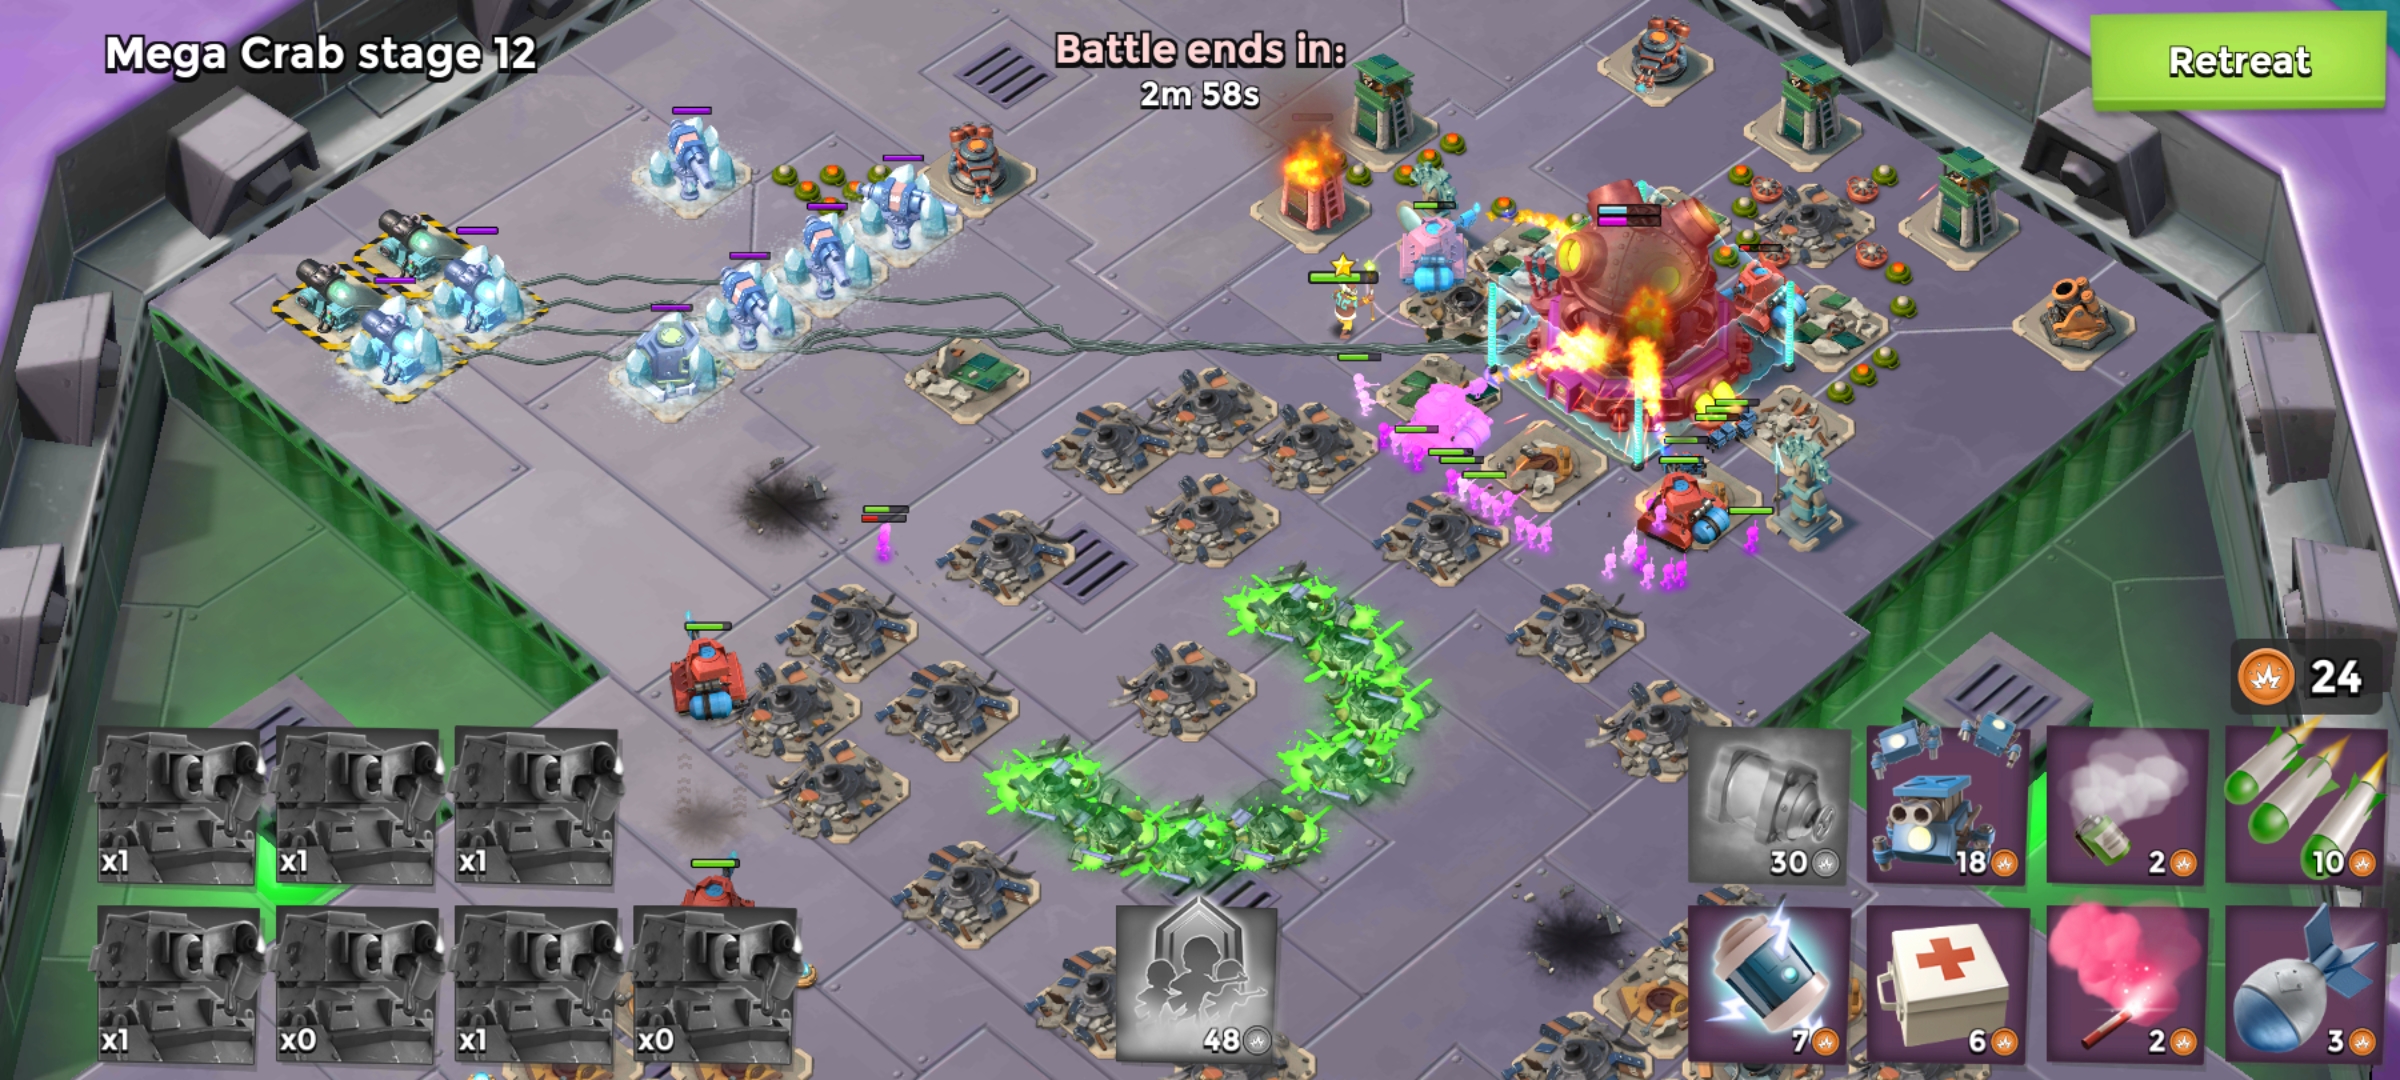 Mega Crab stage 12
Battle ends in:
2m 58s
Retreat
24
x1
x1
x1
30
18
2
10
x1
x0
x1
x0
48
7
6
2
3